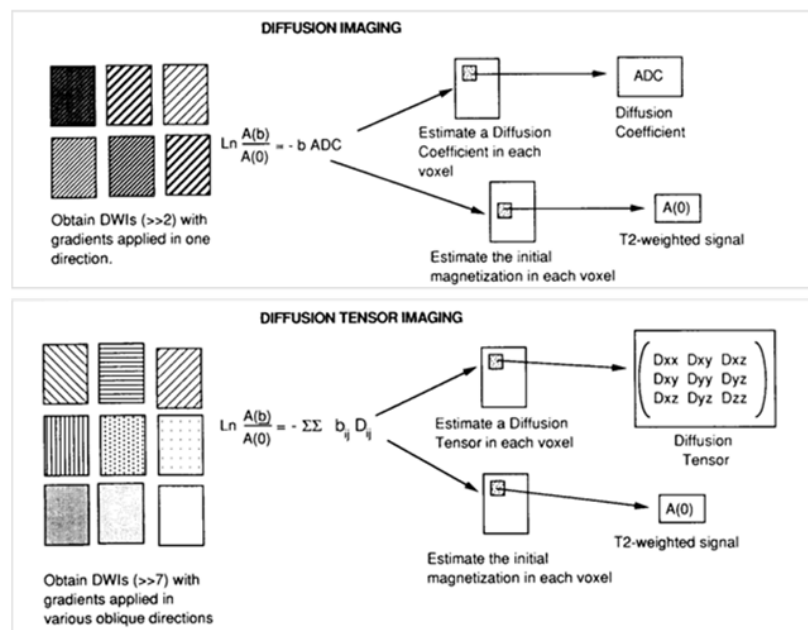 DIFFUSION IMAGING
Ln A(b)/A(0) = - b ADC
Obtain DWIs (>>2) with
gradients applied in one
direction.
Estimate a Diffusion
Coefficient in each
voxel
ADC
Diffusion
Coefficient
Estimate the initial
magnetization in each voxel
A(0)
T2-weighted signal
DIFFUSION TENSOR IMAGING
Ln A(b)/A(0) = - ΣΣ b_ij D_ij
Obtain DWIs (>>7) with
gradients applied in
various oblique directions
Estimate a Diffusion
Tensor in each voxel
Dxx Dxy Dxz
Dxy Dyy Dyz
Dxz Dyz Dzz
Diffusion
Tensor
Estimate the initial
magnetization in each voxel
A(0)
T2-weighted signal